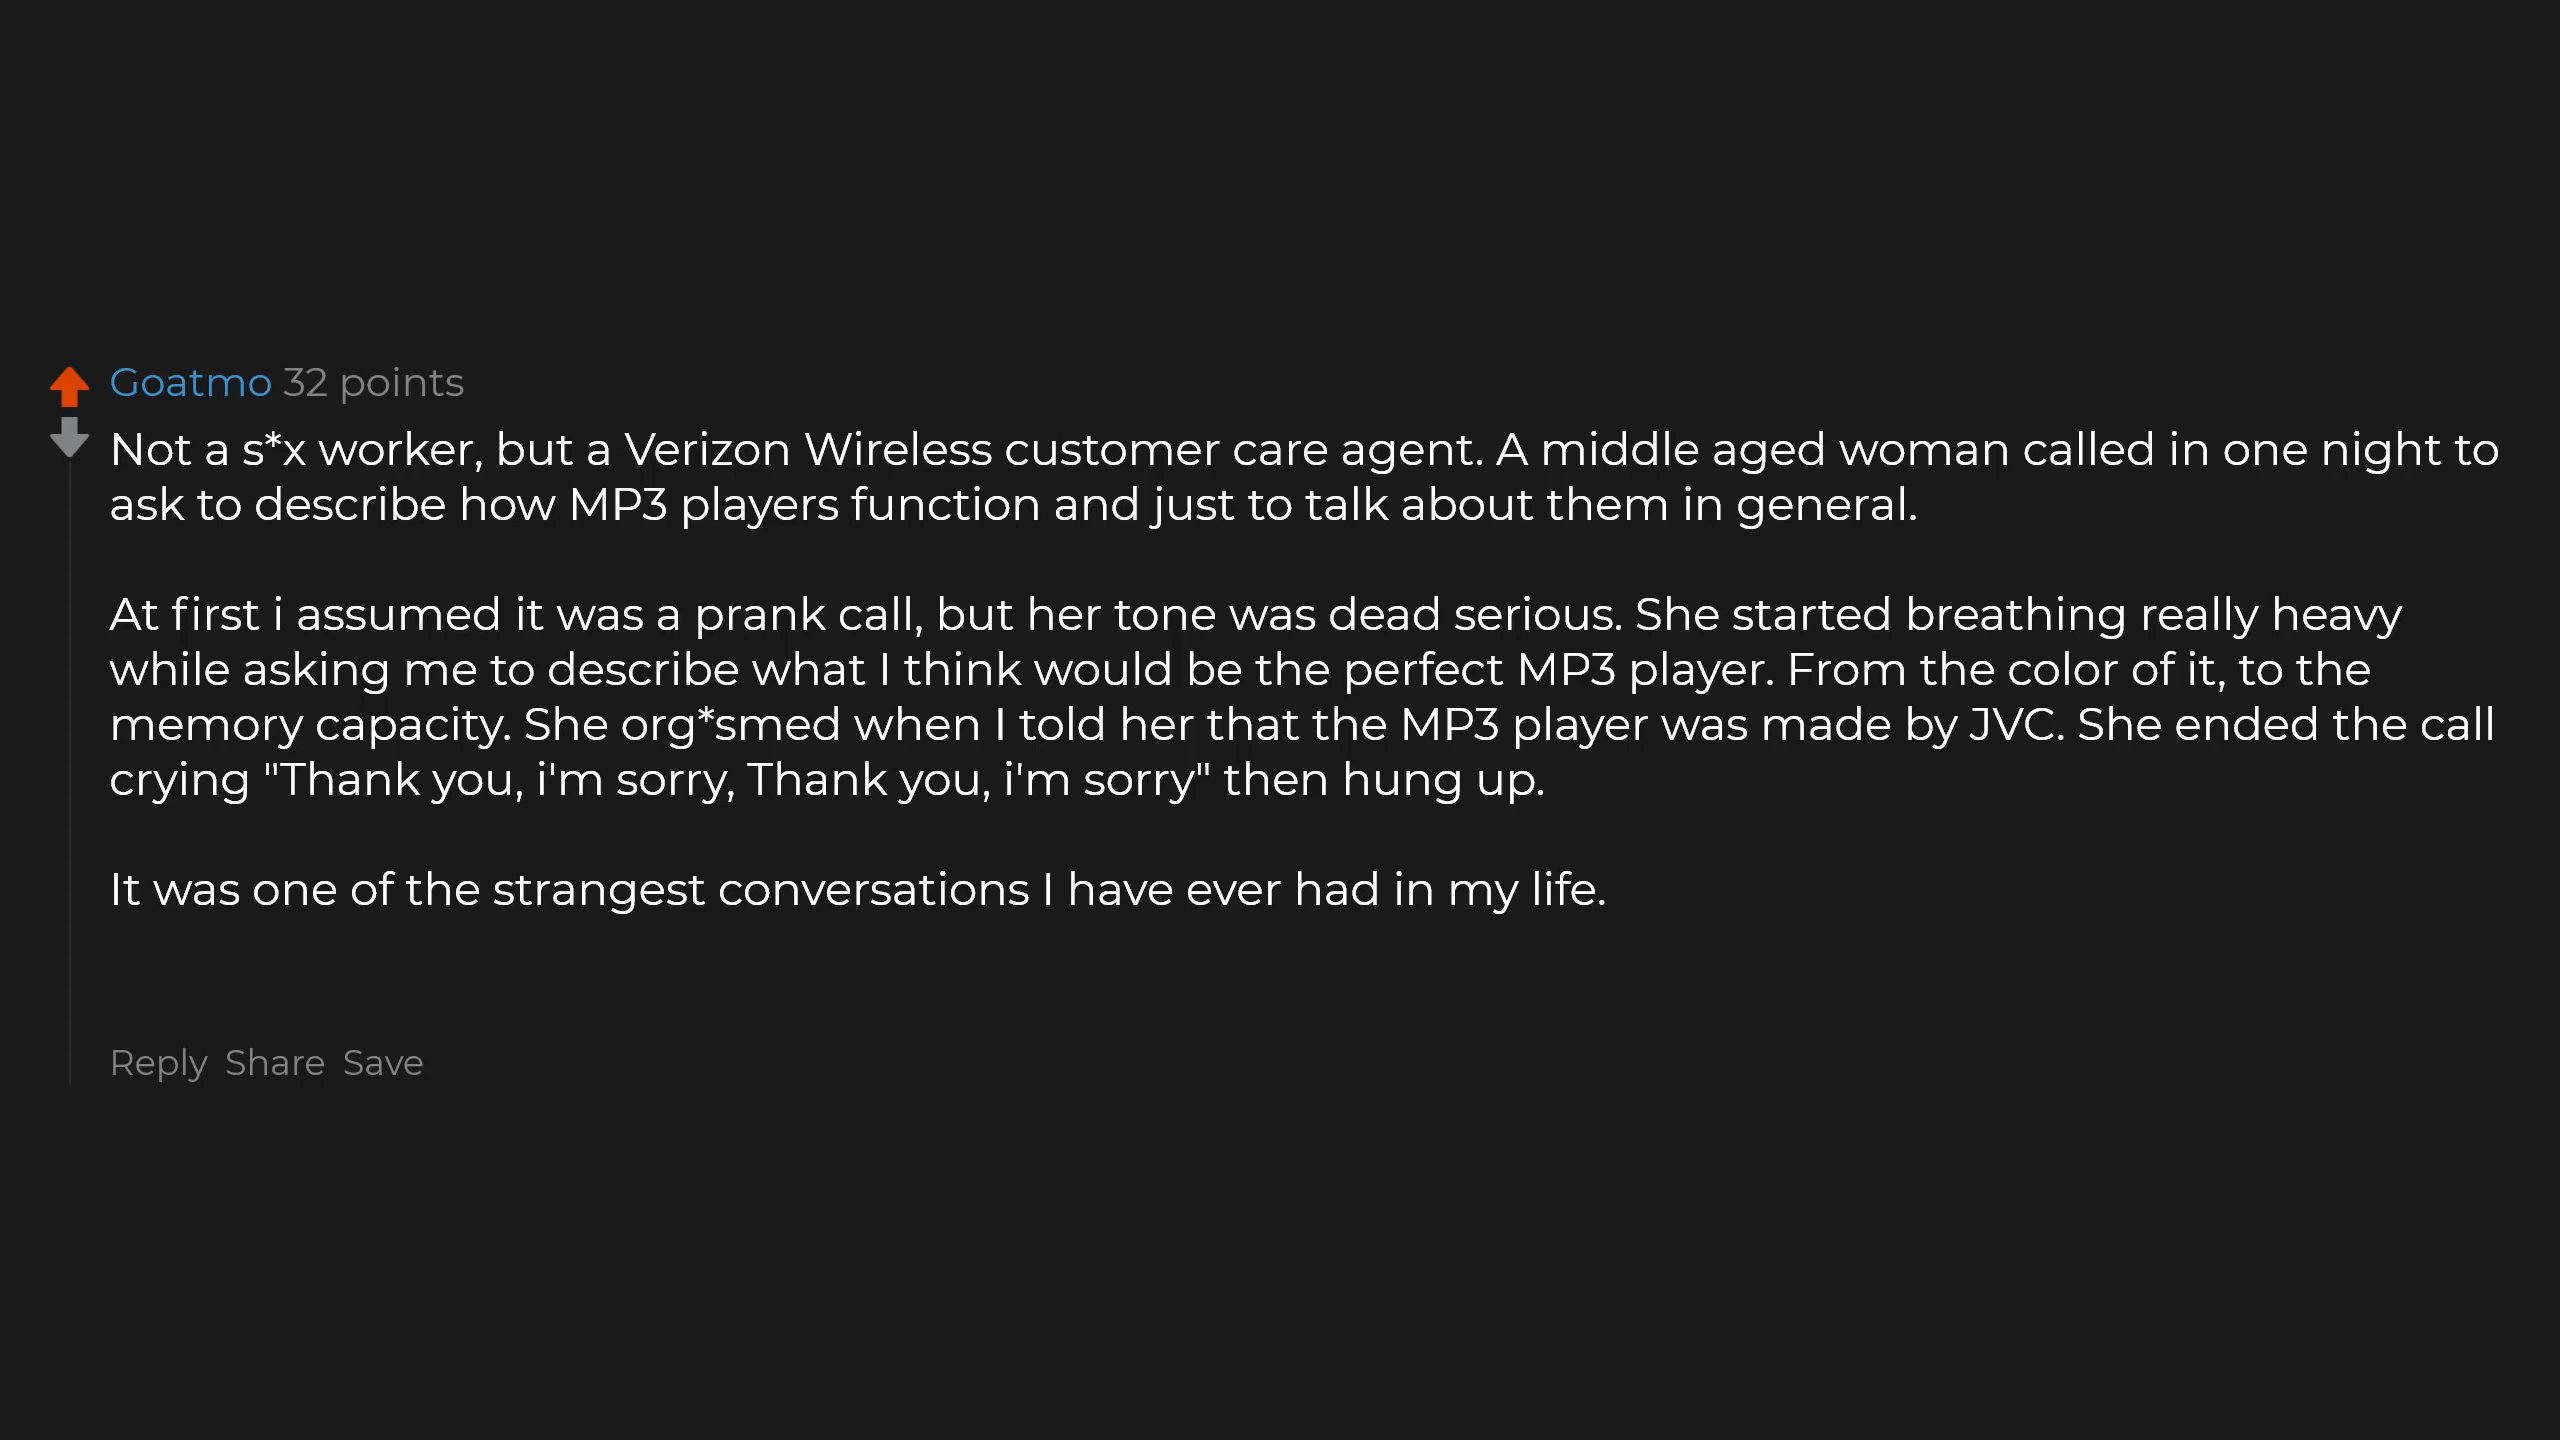 Goatmo 32 points
Not a s*x worker, but a Verizon Wireless customer care agent. A middle aged woman called in one night to
ask to describe how MP3 players function and just to talk about them in general.
At first i assumed it was a prank call, but her tone was dead serious. She started breathing really heavy
while asking me to describe what I think would be the perfect MP3 player. From the color of it, to the
memory capacity. She org*smed when I told her that the MP3 player was made by JVC. She ended the call
crying "Thank you, i'm sorry, Thank you, i'm sorry" then hung up.
It was one of the strangest conversations I have ever had in my life.
Reply Share Save